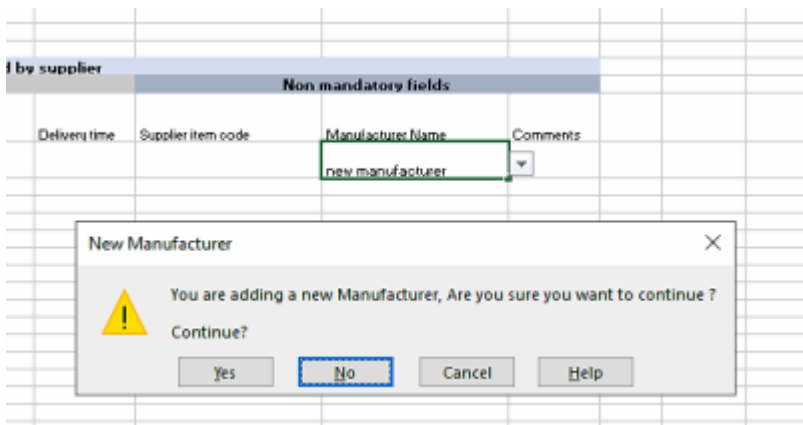 d by supplier
Non mandatory fields
Delivery time Supplier item code Manufacturer Name Comments
new manufacturer
New Manufacturer
You are adding a new Manufacturer, Are you sure you want to continue ?
Continue?
Yes No Cancel Help